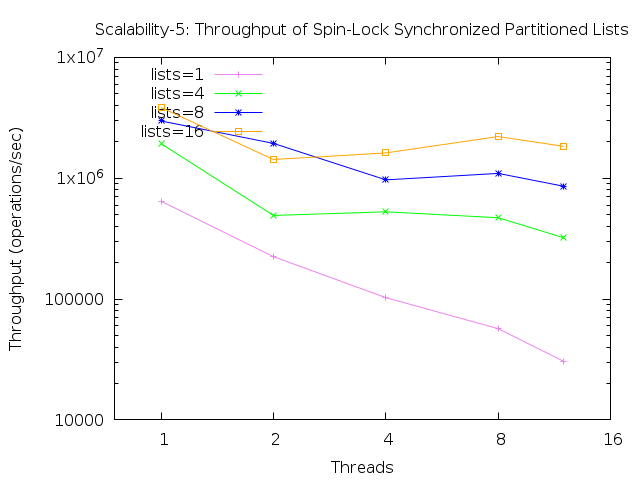 Scalability-5: Throughput of Spin-Lock Synchronized Partitioned Lists
1x10^7
lists=1
lists=4
lists=8
lists=16
1x10^6
100000
10000
Throughput (operations/sec)
1 2 4 8 16
Threads